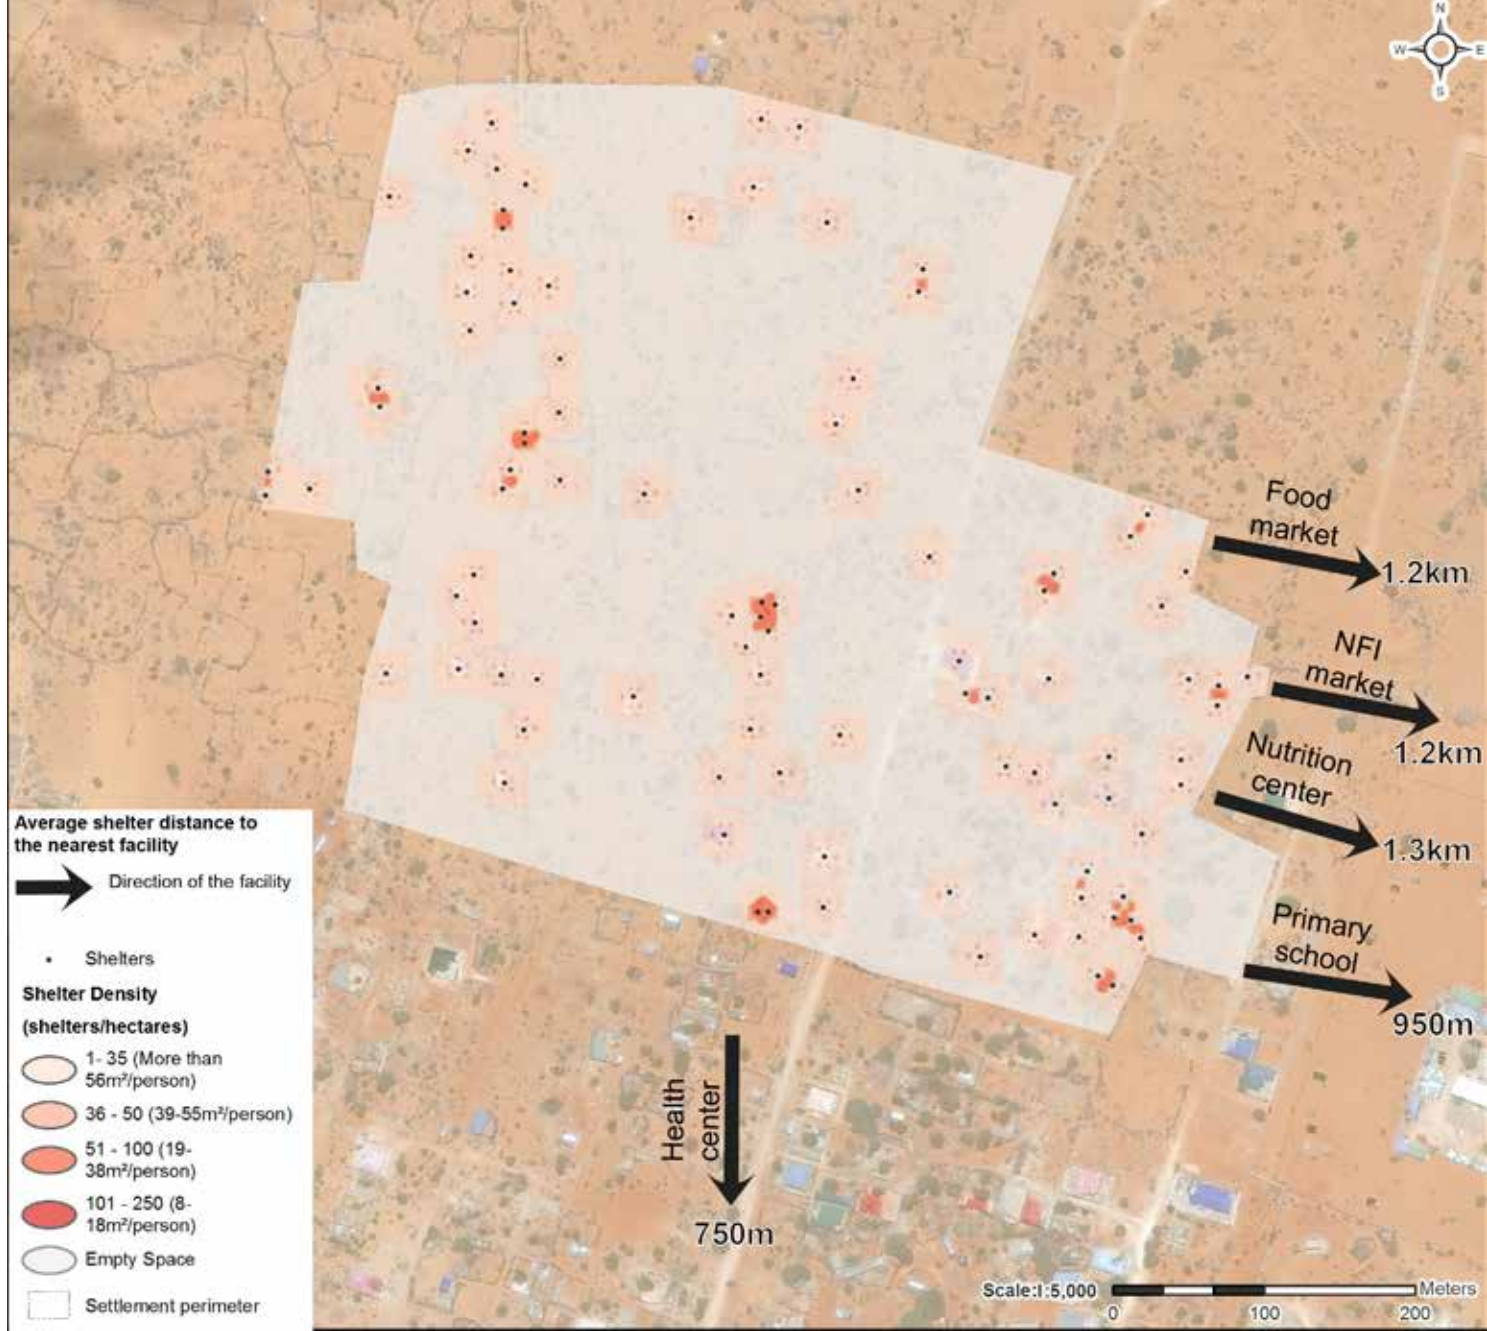 N
W E
S
Food
market
1.2km
NFI
market
1.2km
Nutrition
center
1.3km
Primary
school
950m
Health
center
750m
Average shelter distance to
the nearest facility
Direction of the facility
Shelters
Shelter Density
(shelters/hectares)
1- 35 (More than
56m²/person)
36 - 50 (39-55m²/person)
51 - 100 (19-
38m²/person)
101 - 250 (8-
18m²/person)
Empty Space
Settlement perimeter
Scale:I:5,000 Meters
0 100 200